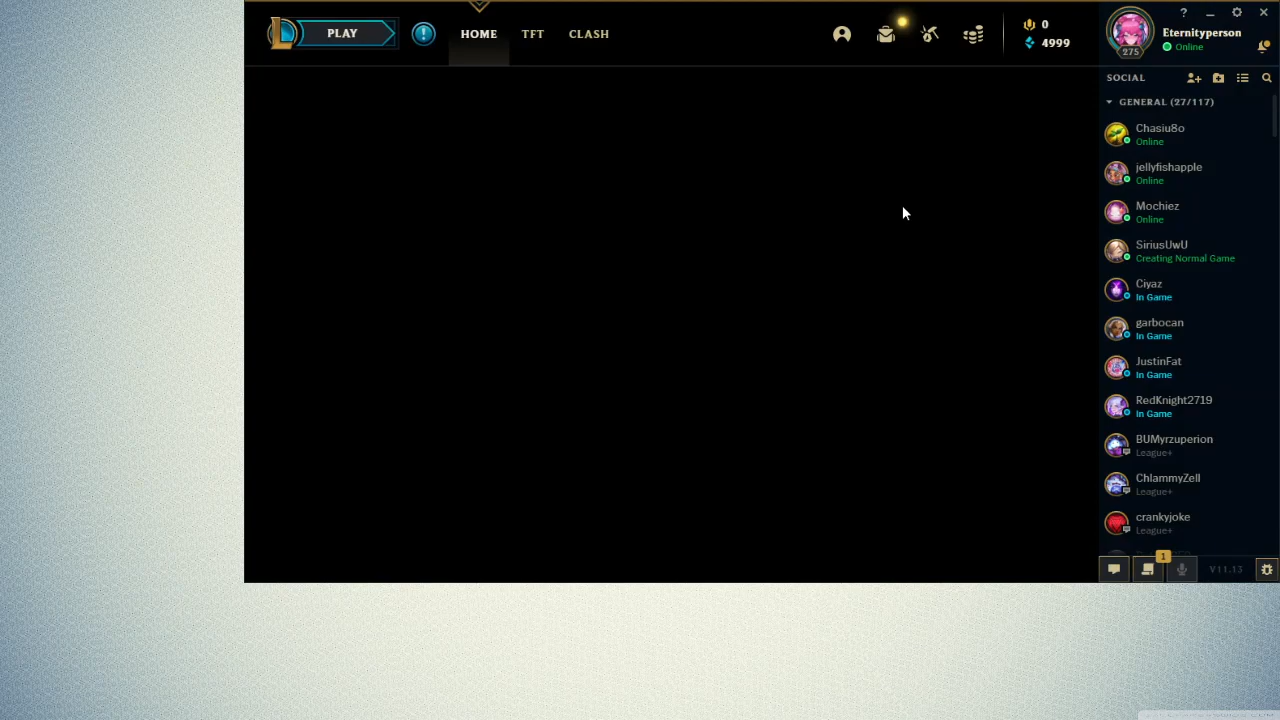 PLAY
HOME
TFT
CLASH
0
4999
?
275
Eternityperson
Online
SOCIAL
GENERAL (27/117)
Chasiu8o
Online
jellyfishapple
Online
Mochiez
Online
SiriusUwU
Creating Normal Game
Ciyaz
In Game
garbocan
In Game
JustinFat
In Game
RedKnight2719
In Game
BUMyrzuperion
League+
ChlammyZell
League+
crankyjoke
League+
1
V11.13